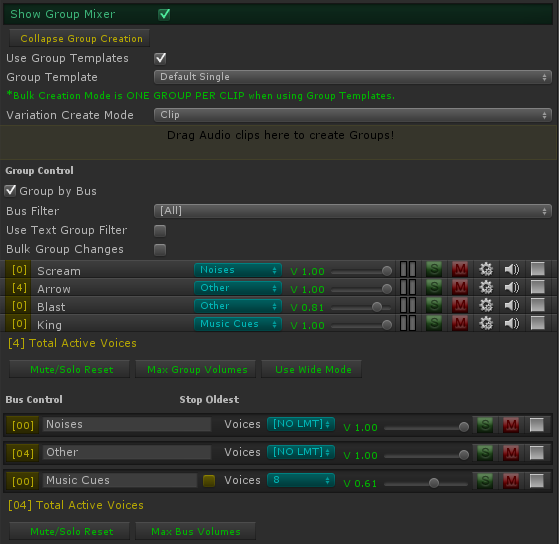 Show Group Mixer
Collapse Group Creation
Use Group Templates
Group Template Default Single
*Bulk Creation Mode is ONE GROUP PER CLIP when using Group Templates.
Variation Create Mode Clip
Drag Audio clips here to create Groups!
Group Control
Group by Bus
Bus Filter [All]
Use Text Group Filter
Bulk Group Changes
[0] Scream Noises V 1.00 S M
[4] Arrow Other V 1.00 S M
[0] Blast Other V 0.81 S M
[0] King Music Cues V 1.00 S M
[4] Total Active Voices
Mute/Solo Reset Max Group Volumes Use Wide Mode
Bus Control Stop Oldest
[00] Noises Voices [NO LMT] V 1.00 S M
[04] Other Voices [NO LMT] V 1.00 S M
[00] Music Cues Voices 8 V 0.61 S M
[04] Total Active Voices
Mute/Solo Reset Max Bus Volumes